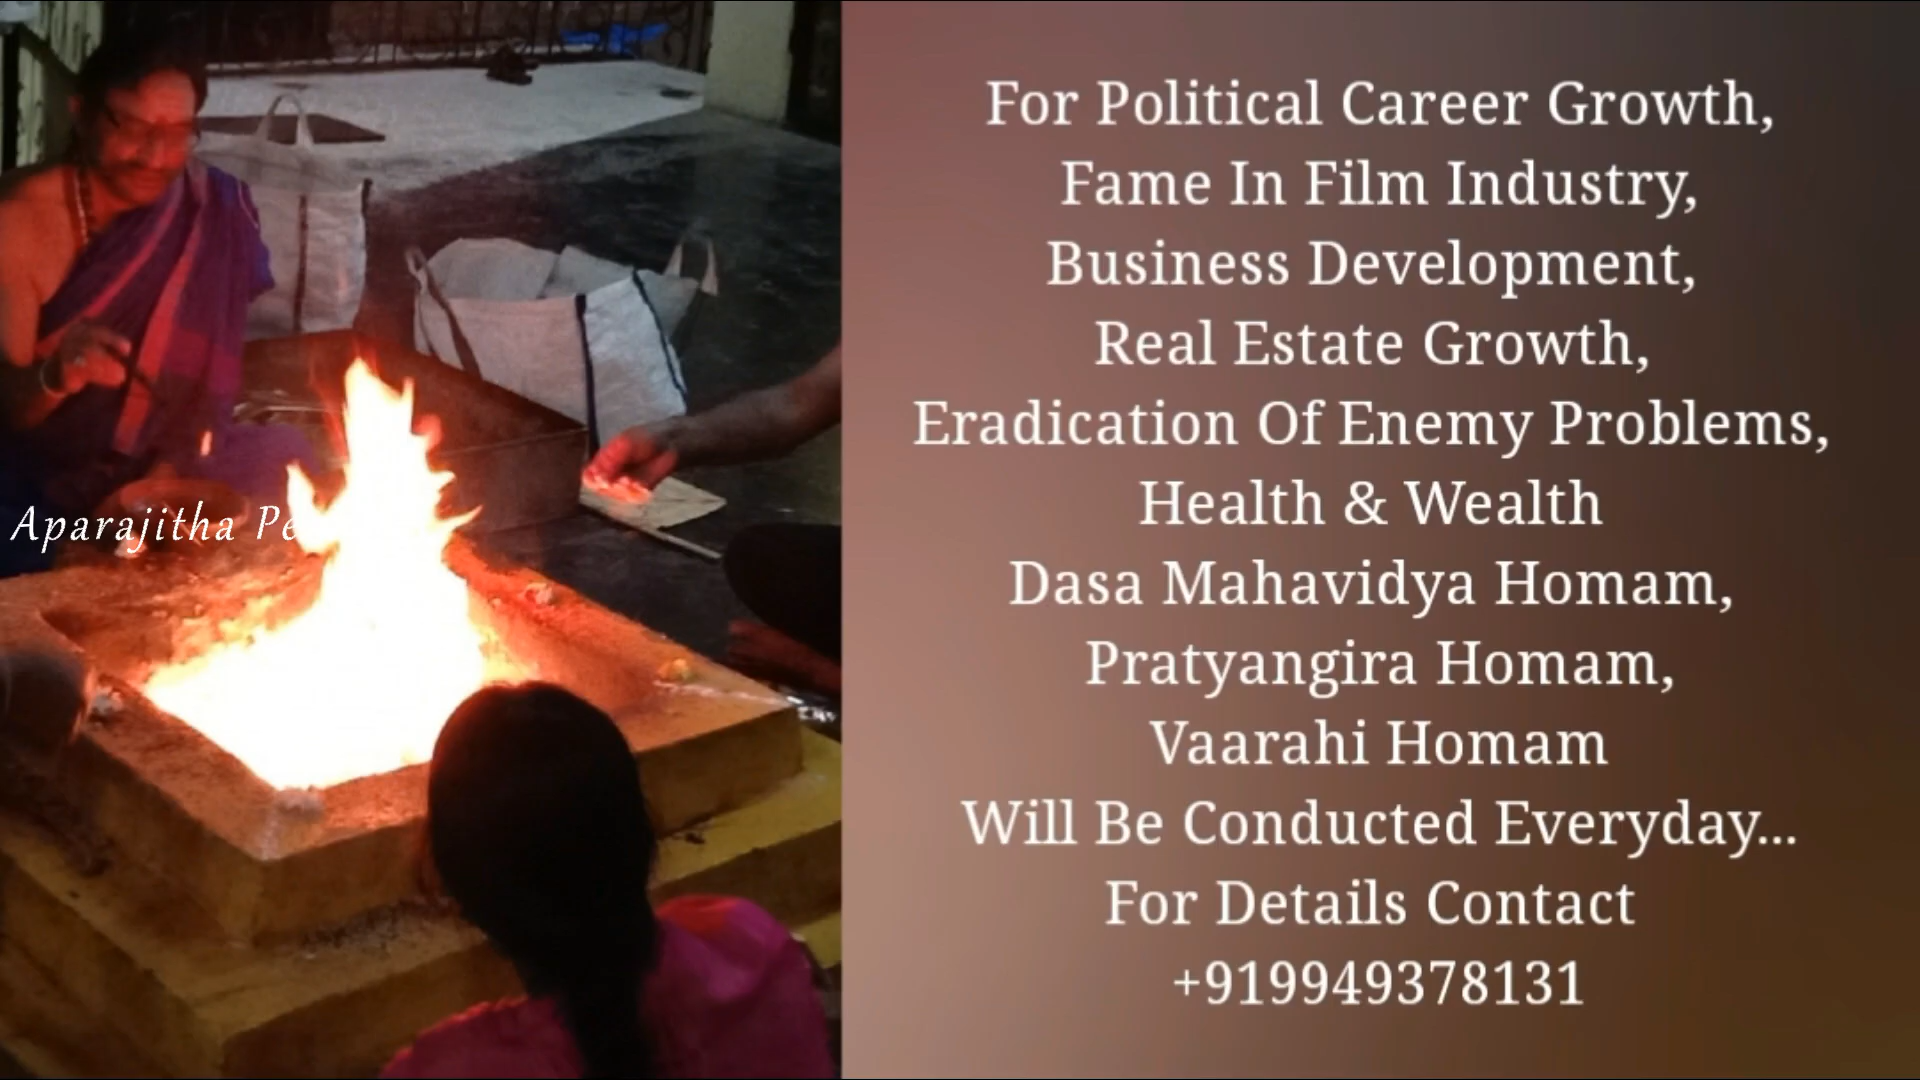 Aparajitha Pe
For Political Career Growth,
Fame In Film Industry,
Business Development,
Real Estate Growth,
Eradication Of Enemy Problems,
Health & Wealth
Dasa Mahavidya Homam,
Pratyangira Homam,
Vaarahi Homam
Will Be Conducted Everyday...
For Details Contact
+919949378131